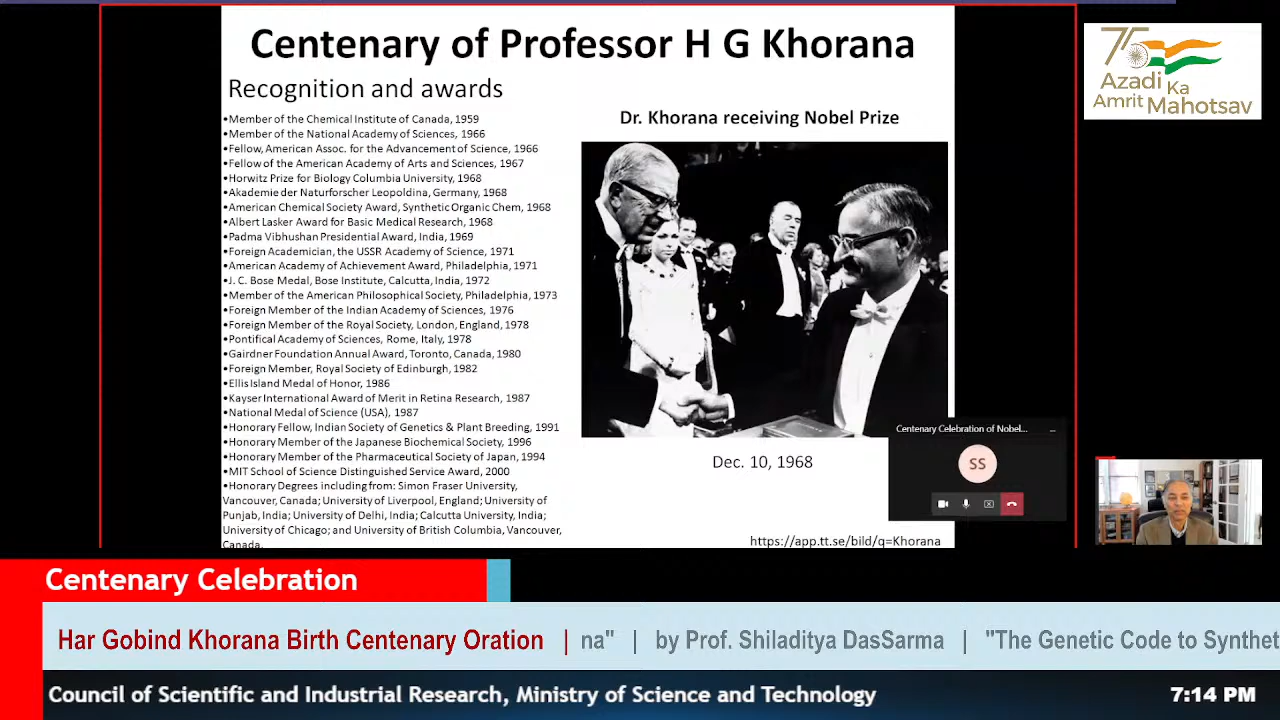 Centenary of Professor H G Khorana
Recognition and awards
•Member of the Chemical Institute of Canada, 1959
•Member of the National Academy of Sciences, 1966
•Fellow, American Assoc. for the Advancement of Science, 1966
•Fellow of the American Academy of Arts and Sciences, 1967
•Horwitz Prize for Biology Columbia University, 1968
•Akademie der Naturforscher Leopoldina, Germany, 1968
•American Chemical Society Award, Synthetic Organic Chem, 1968
•Albert Lasker Award for Basic Medical Research, 1968
•Padma Vibhushan Presidential Award, India, 1969
•Foreign Academician, the USSR Academy of Science, 1971
•American Academy of Achievement Award, Philadelphia, 1971
•J. C. Bose Medal, Bose Institute, Calcutta, India, 1972
•Member of the American Philosophical Society, Philadelphia, 1973
•Foreign Member of the Indian Academy of Sciences, 1976
•Foreign Member of the Royal Society, London, England, 1978
•Pontifical Academy of Sciences, Rome, Italy, 1978
•Gairdner Foundation Annual Award, Toronto, Canada, 1980
•Foreign Member, Royal Society of Edinburgh, 1982
•Ellis Island Medal of Honor, 1986
•Kayser International Award of Merit in Retina Research, 1987
•National Medal of Science (USA), 1987
•Honorary Fellow, Indian Society of Genetics & Plant Breeding, 1991
•Honorary Member of the Japanese Biochemical Society, 1996
•Honorary Member of the Pharmaceutical Society of Japan, 1994
•MIT School of Science Distinguished Service Award, 2000
•Honorary Degrees including from: Simon Fraser University,
Vancouver, Canada; University of Liverpool, England; University of
Punjab, India; University of Delhi, India; Calcutta University, India;
University of Chicago; and University of British Columbia, Vancouver,
Canada.
Dr. Khorana receiving Nobel Prize
Dec. 10, 1968
https://app.tt.se/bild/q=Khorana
75
Azadi
Ka
Amrit Mahotsav
Centenary Celebration of Nobel...
SS
Centenary Celebration
Har Gobind Khorana Birth Centenary Oration | na" | by Prof. Shiladitya DasSarma | "The Genetic Code to Synthet
Council of Scientific and Industrial Research, Ministry of Science and Technology
7:14 PM